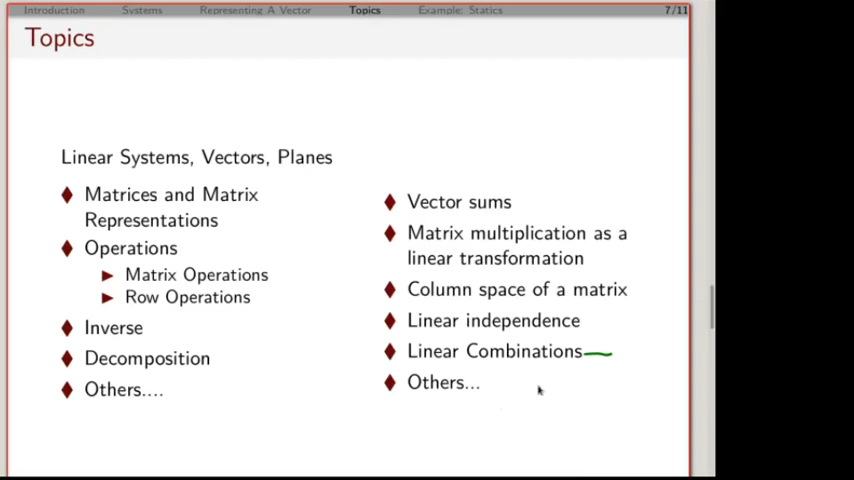 Introduction Systems Representing A Vector Topics Example: Statics 7/11
Topics
Linear Systems, Vectors, Planes
Matrices and Matrix
Representations
Operations
Matrix Operations
Row Operations
Inverse
Decomposition
Others....
Vector sums
Matrix multiplication as a
linear transformation
Column space of a matrix
Linear independence
Linear Combinations
Others...